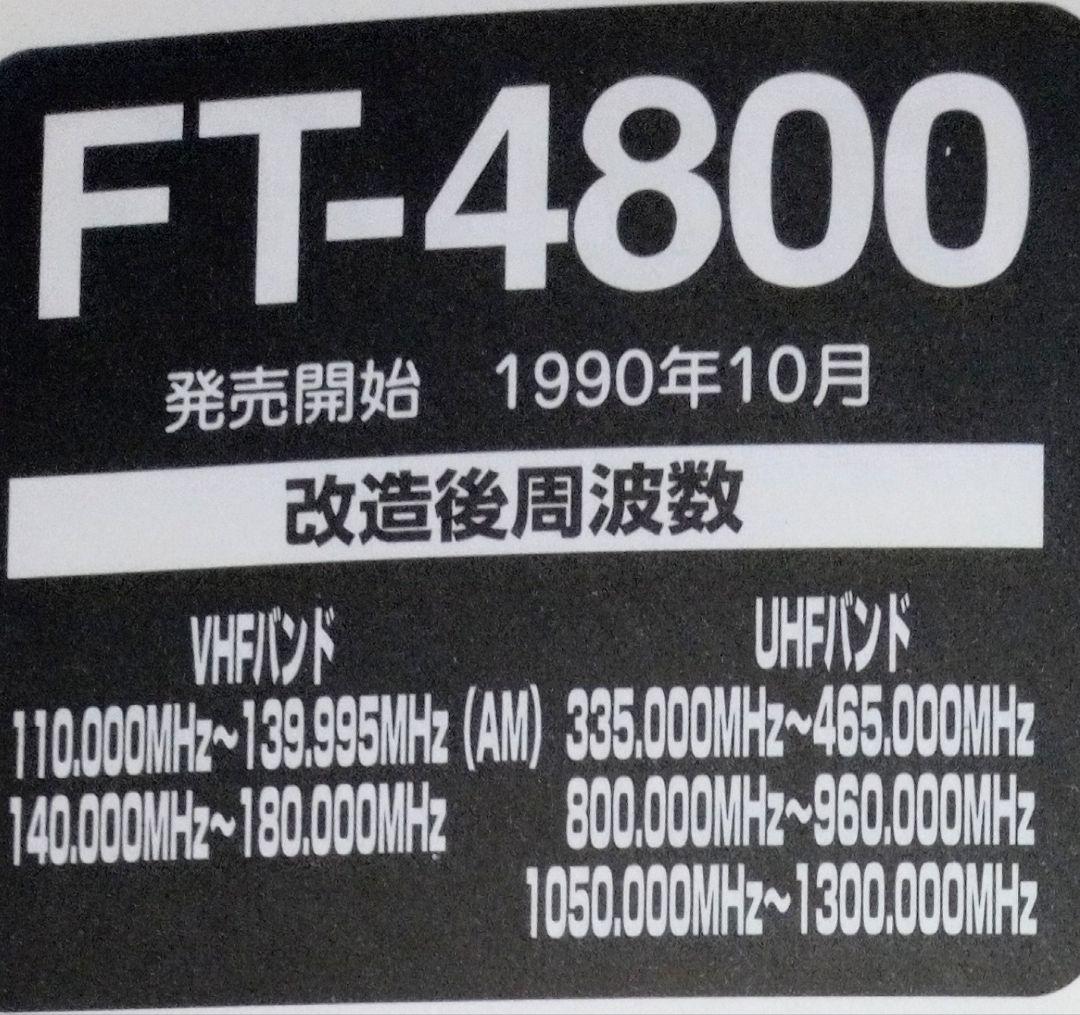 FT-4800
発売開始 1990年10月
改造後周波数
VHFバンド
110.000MHz～139.995MHz (AM)
140.000MHz～180.000MHz
UHFバンド
335.000MHz～465.000MHz
800.000MHz～960.000MHz
1050.000MHz～1300.000MHz